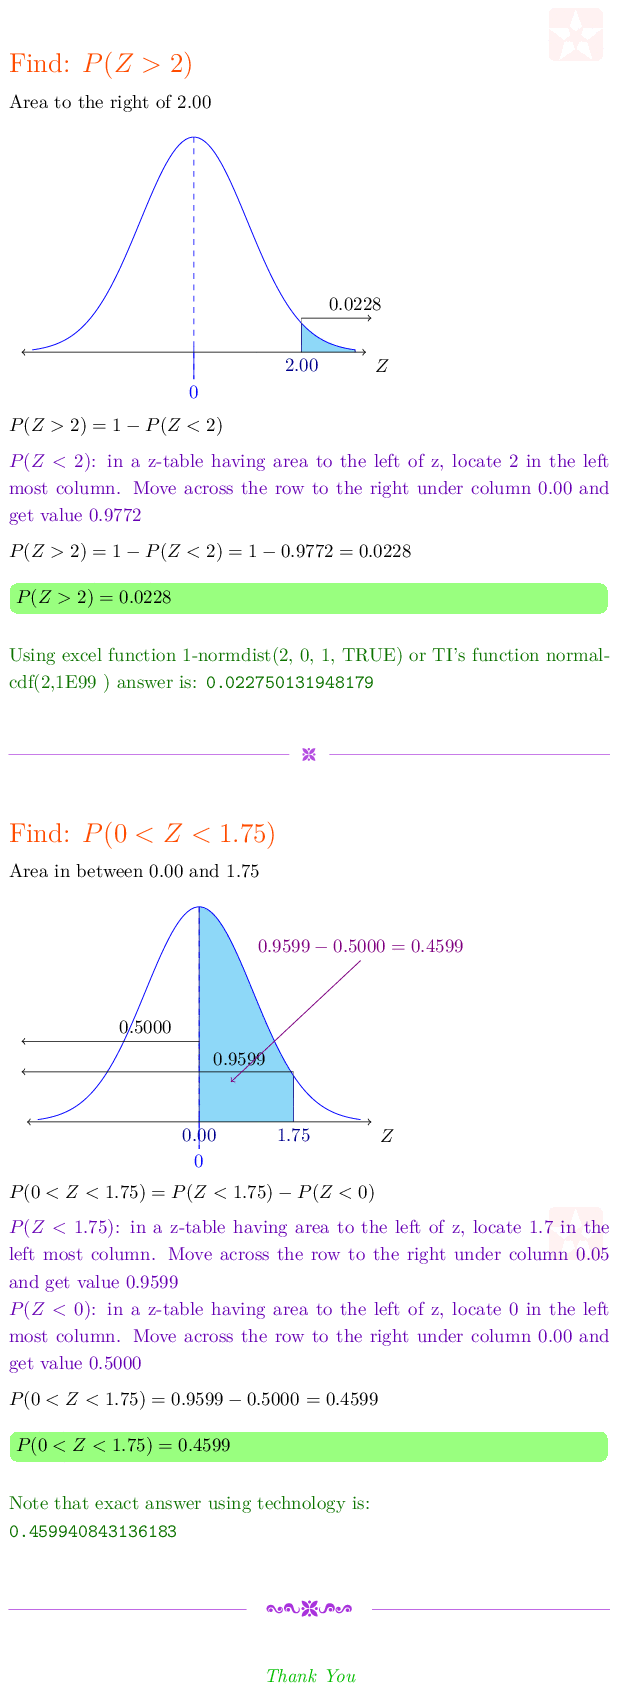 Find: P(Z > 2)
Area to the right of 2.00
0.0228
2.00
Z
0
P(Z > 2) = 1 − P(Z < 2)
P(Z < 2): in a z-table having area to the left of z, locate 2 in the left
most column. Move across the row to the right under column 0.00 and
get value 0.9772
P(Z > 2) = 1 − P(Z < 2) = 1 − 0.9772 = 0.0228
P(Z > 2) = 0.0228
Using excel function 1-normdist(2, 0, 1, TRUE) or TI's function normal-
cdf(2,1E99 ) answer is: 0.022750131948179
Find: P(0 < Z < 1.75)
Area in between 0.00 and 1.75
0.9599 − 0.5000 = 0.4599
0.5000
0.9599
0.00
1.75
Z
0
P(0 < Z < 1.75) = P(Z < 1.75) − P(Z < 0)
P(Z < 1.75): in a z-table having area to the left of z, locate 1.7 in the
left most column. Move across the row to the right under column 0.05
and get value 0.9599
P(Z < 0): in a z-table having area to the left of z, locate 0 in the left
most column. Move across the row to the right under column 0.00 and
get value 0.5000
P(0 < Z < 1.75) = 0.9599 − 0.5000 = 0.4599
P(0 < Z < 1.75) = 0.4599
Note that exact answer using technology is:
0.459940843136183
Thank You